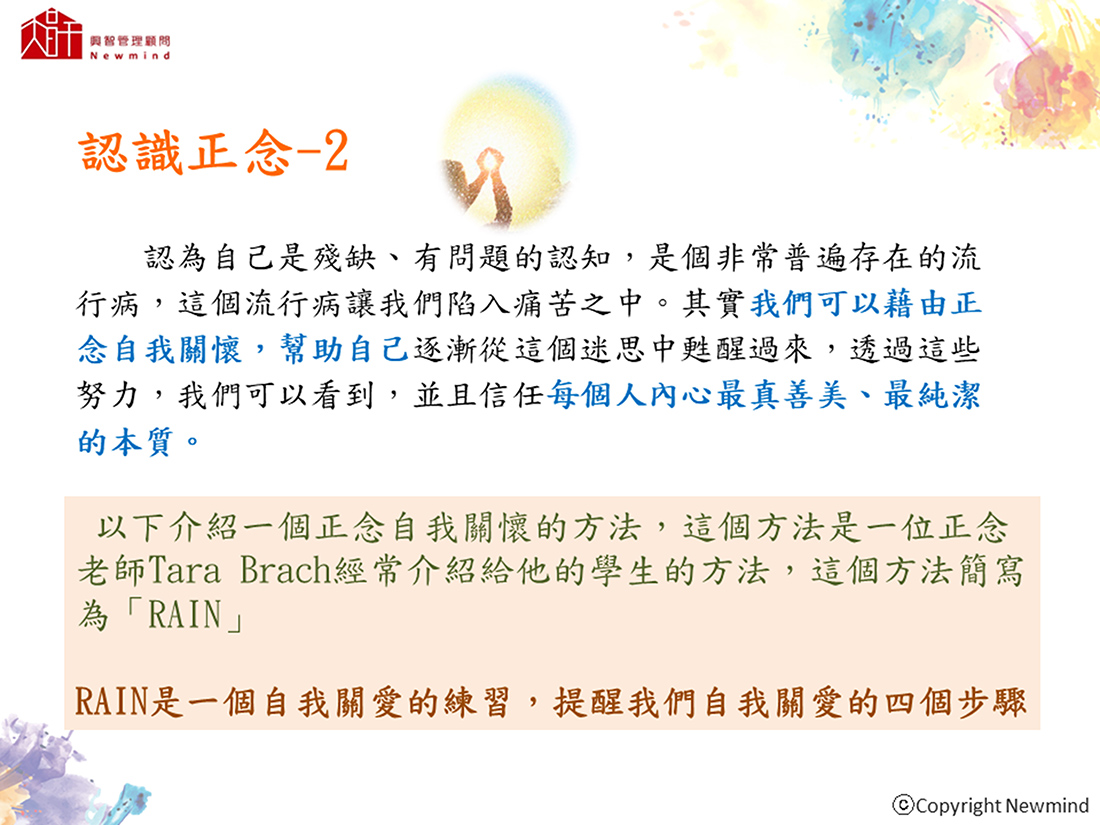 興智管理顧問
Newmind
認識正念-2
認為自己是殘缺、有問題的認知，是個非常普遍存在的流
行病，這個流行病讓我們陷入痛苦之中。其實我們可以藉由正
念自我關懷，幫助自己逐漸從這個迷思中甦醒過來，透過這些
努力，我們可以看到，並且信任每個人內心最真善美、最純潔
的本質。
以下介紹一個正念自我關懷的方法，這個方法是一位正念
老師Tara Brach經常介紹給他的學生的方法，這個方法簡寫
為「RAIN」
RAIN是一個自我關愛的練習，提醒我們自我關愛的四個步驟
ⓒCopyright Newmind